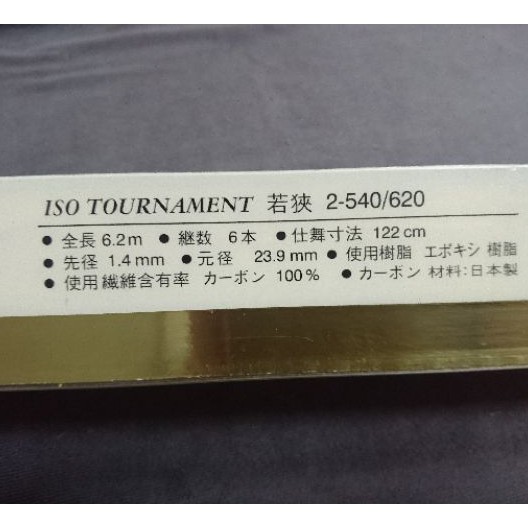 ISO TOURNAMENT 若狹 2-540/620
● 全長 6.2m ● 継数 6本 ● 仕舞寸法 122cm
● 先径 1.4mm ● 元径 23.9mm ● 使用樹脂 エポキシ 樹脂
● 使用繊維含有率 カーボン 100% ● カーボン 材料:日本製